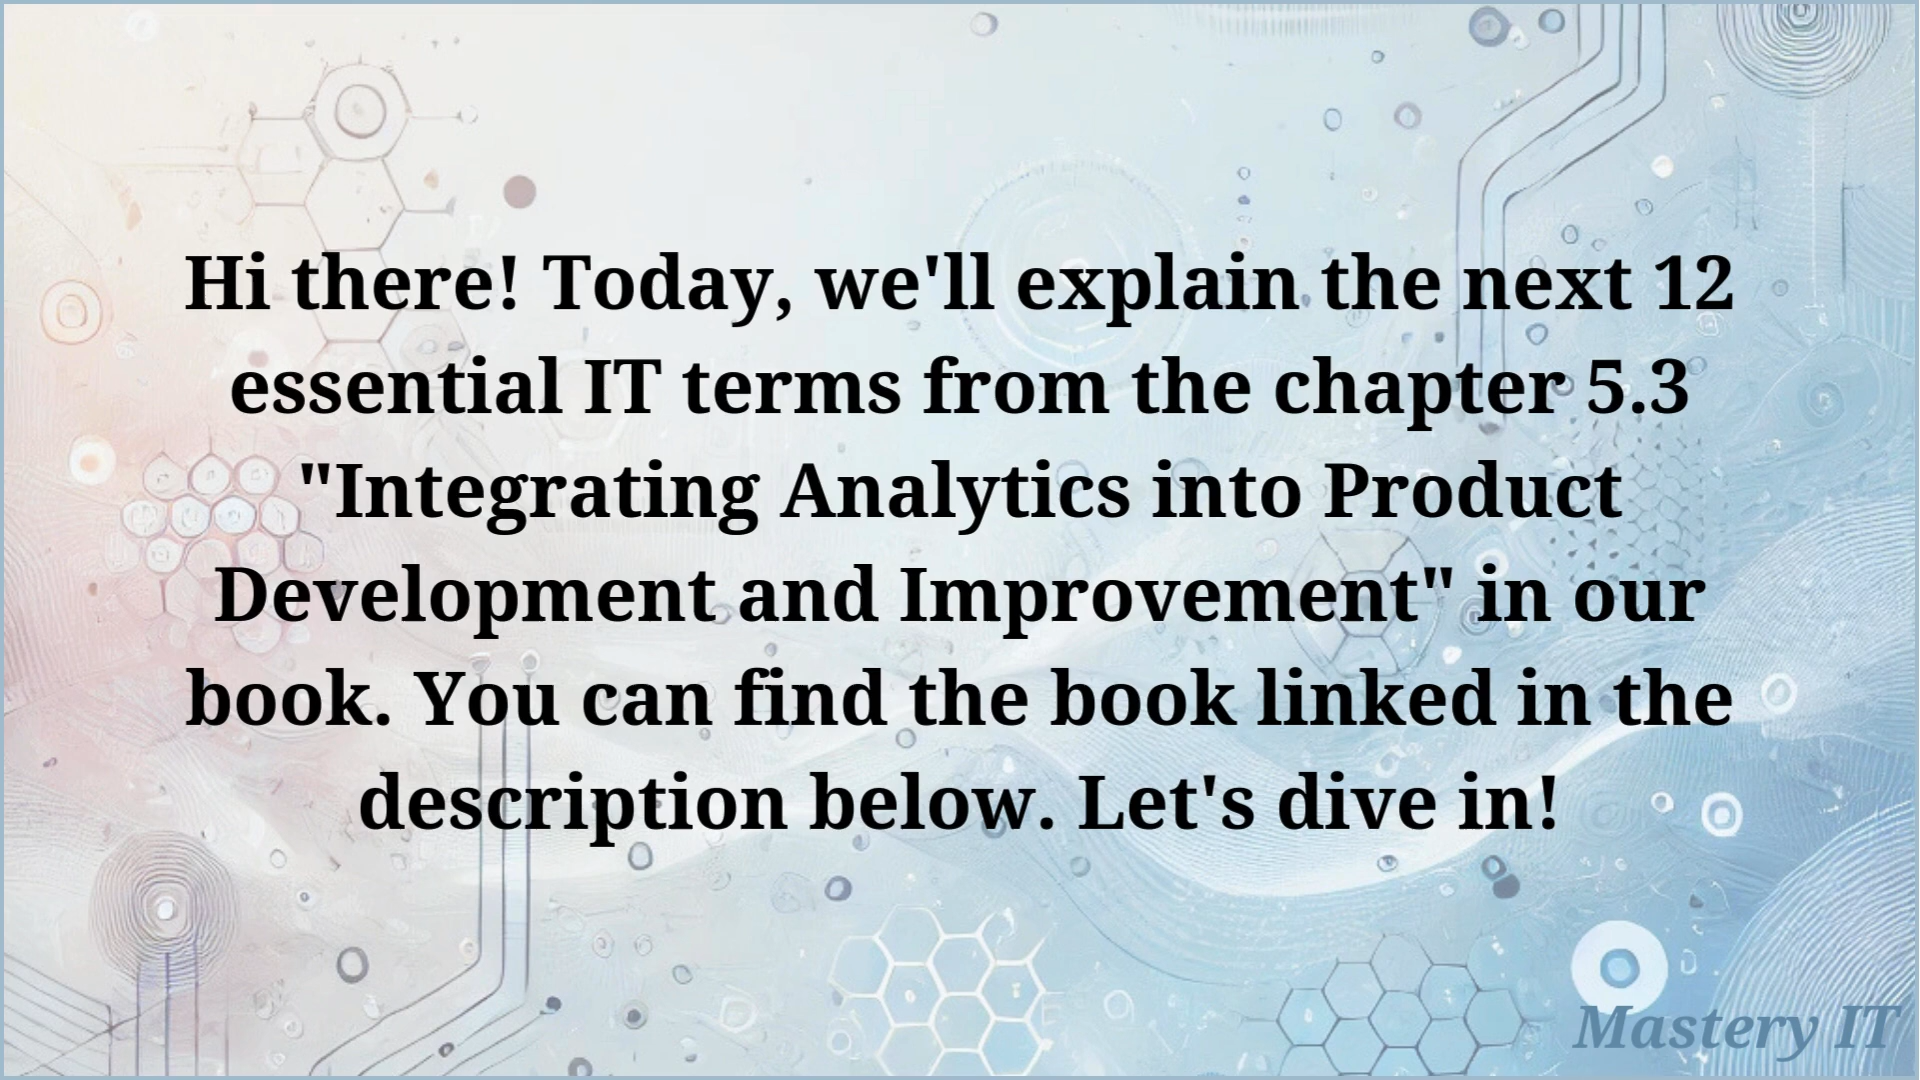 Hi there! Today, we'll explain the next 12
essential IT terms from the chapter 5.3
"Integrating Analytics into Product
Development and Improvement" in our
book. You can find the book linked in the
description below. Let's dive in!
Mastery IT